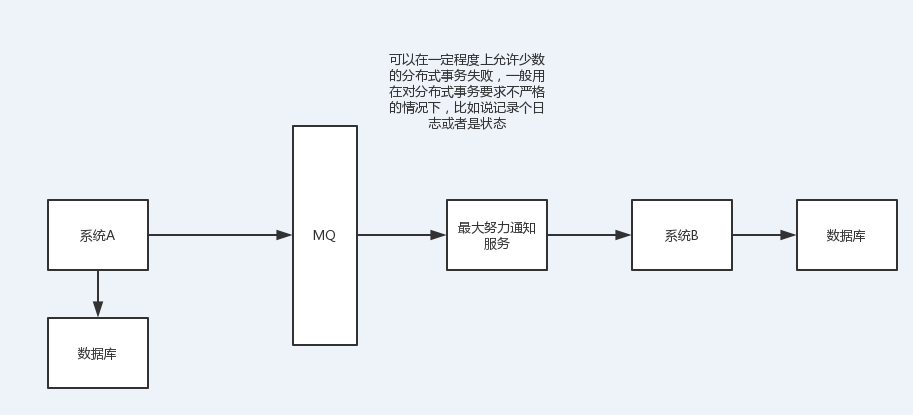 可以在一定程度上允许少数
的分布式事务失败，一般用
在对分布式事务要求不严格
的情况下，比如说记录个日
志或者是状态
系统A
MQ
最大努力通知
服务
系统B
数据库
数据库